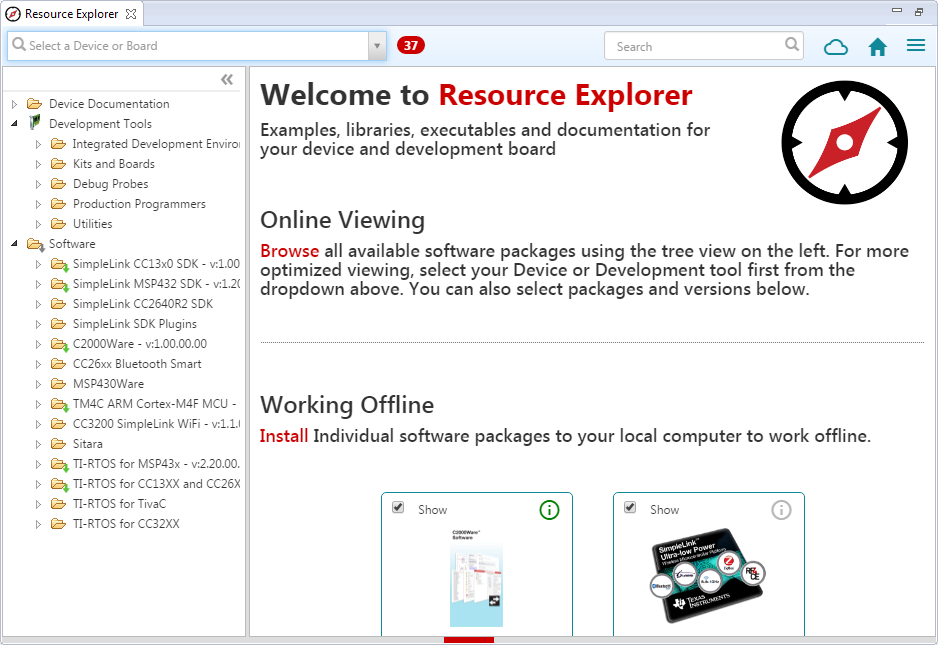 Resource Explorer
Select a Device or Board
37
Search
Device Documentation
Development Tools
Integrated Development Enviro
Kits and Boards
Debug Probes
Production Programmers
Utilities
Software
SimpleLink CC13x0 SDK - v:1.00
SimpleLink MSP432 SDK - v:1.20
SimpleLink CC2640R2 SDK
SimpleLink SDK Plugins
C2000Ware - v:1.00.00.00
CC26xx Bluetooth Smart
MSP430Ware
TM4C ARM Cortex-M4F MCU -
CC3200 SimpleLink WiFi - v:1.1.
Sitara
TI-RTOS for MSP43x - v:2.20.00.
TI-RTOS for CC13XX and CC26X
TI-RTOS for TivaC
TI-RTOS for CC32XX
Welcome to Resource Explorer
Examples, libraries, executables and documentation for
your device and development board
Online Viewing
Browse all available software packages using the tree view on the left. For more
optimized viewing, select your Device or Development tool first from the
dropdown above. You can also select packages and versions below.
Working Offline
Install Individual software packages to your local computer to work offline.
Show
C2000Ware™
Software
Show
SimpleLink™
Ultra-low Power
Wireless Microcontroller Platform
Bluetooth
ZigBee
TEXAS
INSTRUMENTS